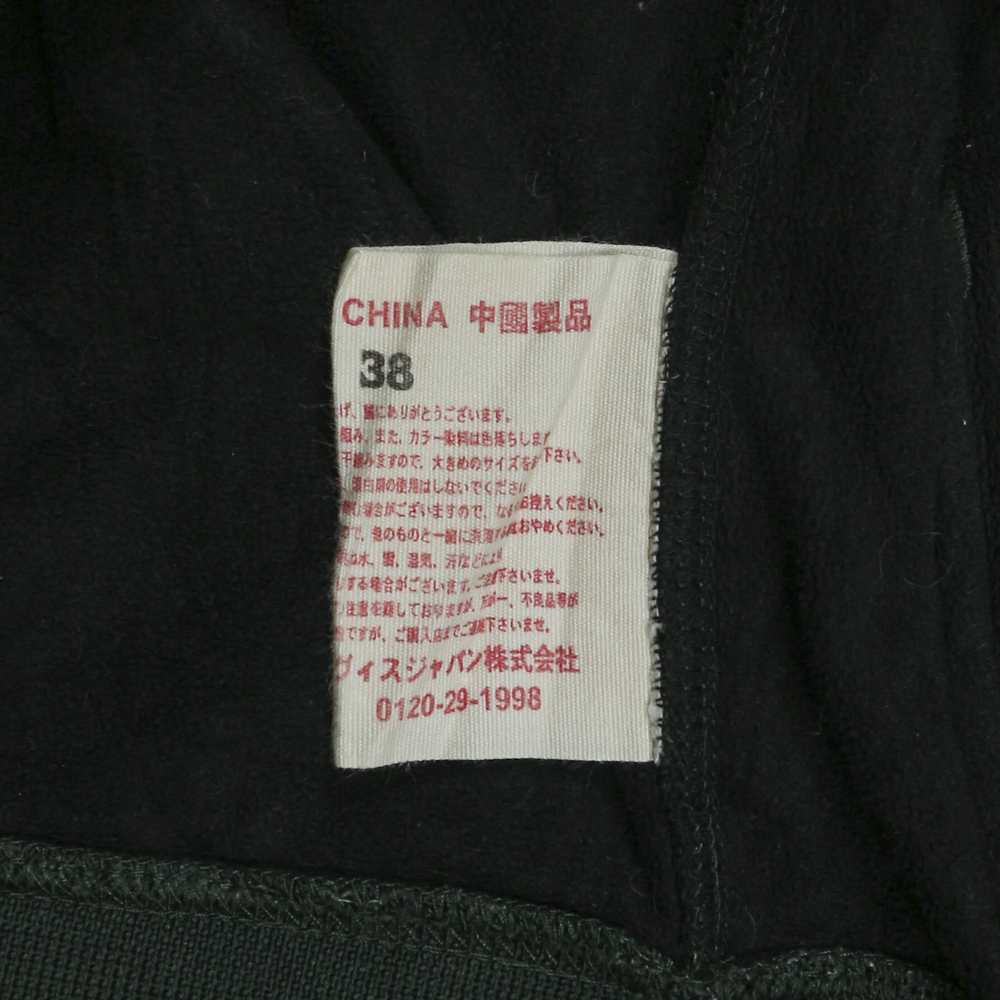 CHINA 中國製品
38
げ、誠にありがとうございます。
縮み、また、カラー染料は色落ちします
干縮みますので、大きめのサイズを 下さい。
蛍白剤の使用はしないでください
場合がございますので、 お控えください。
で、他のものと一緒に洗濯 おやめください。
水、雪、湿気、汗などにより
する場合がございます。ご注意下さいませ。
注意を期しておりますが、万が一、不良品等が
ですが、ご購入店までご連絡下さいませ。
ヴィスジャパン株式会社
0120-29-1998